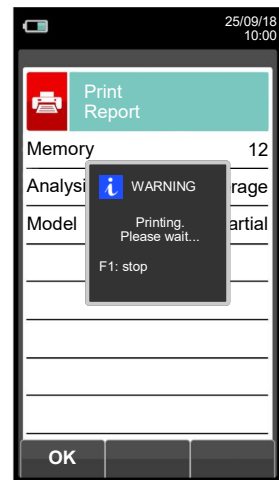 25/09/18
10:00
Print
Report
Memory 12
Analysi rage
Model artial
WARNING
Printing.
Please wait...
F1: stop
OK